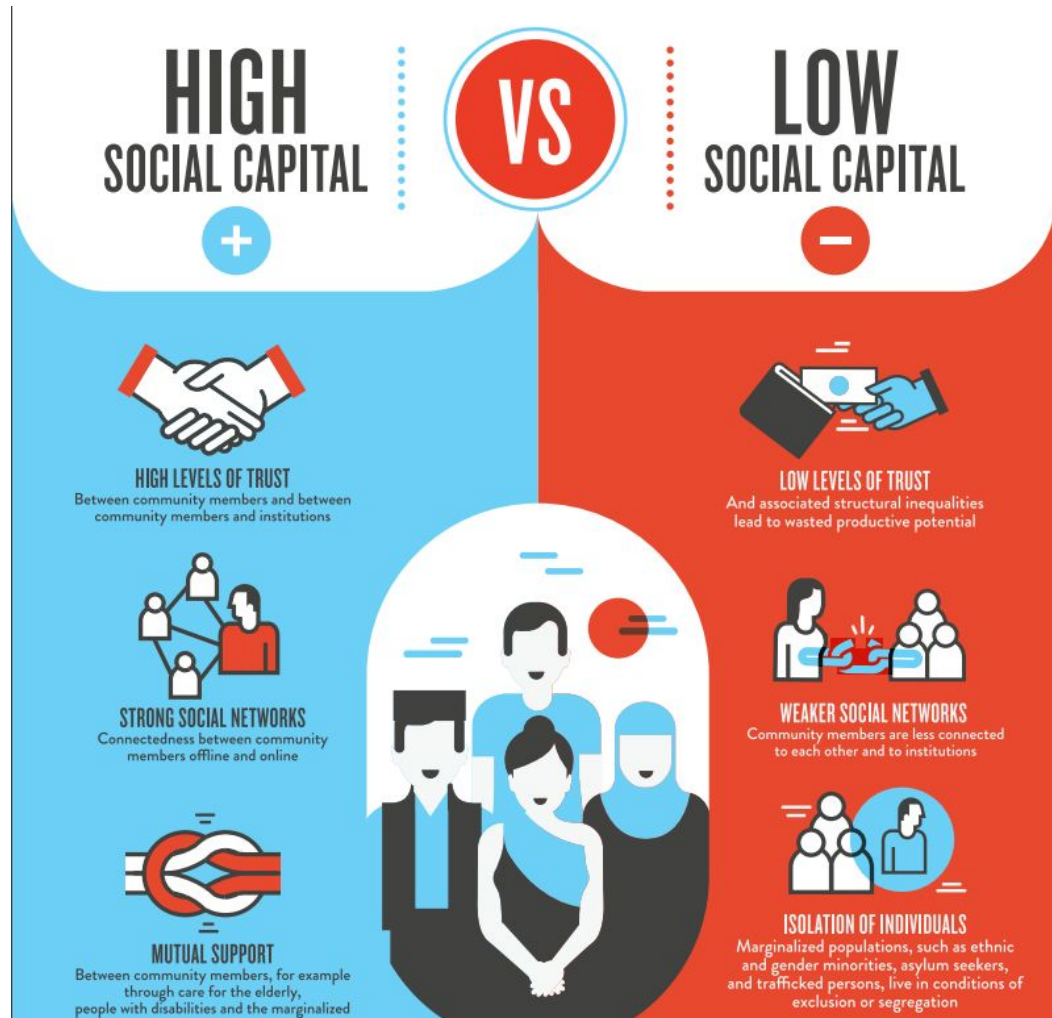 HIGH
SOCIAL CAPITAL
VS
LOW
SOCIAL CAPITAL
HIGH LEVELS OF TRUST
Between community members and between
community members and institutions
STRONG SOCIAL NETWORKS
Connectedness between community
members offline and online
MUTUAL SUPPORT
Between community members, for example
through care for the elderly,
people with disabilities and the marginalized
LOW LEVELS OF TRUST
And associated structural inequalities
lead to wasted productive potential
WEAKER SOCIAL NETWORKS
Community members are less connected
to each other and to institutions
ISOLATION OF INDIVIDUALS
Marginalized populations, such as ethnic
and gender minorities, asylum seekers,
and trafficked persons, live in conditions of
exclusion or segregation